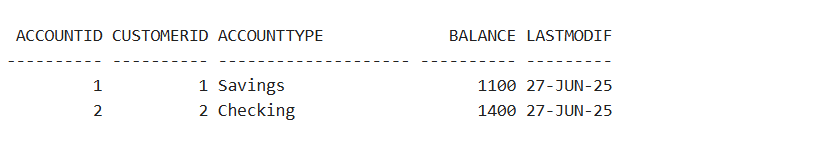 ACCOUNTID CUSTOMERID ACCOUNTTYPE BALANCE LASTMODIF
---------- ---------- -------------------- ---------- ---------
1 1 Savings 1100 27-JUN-25
2 2 Checking 1400 27-JUN-25